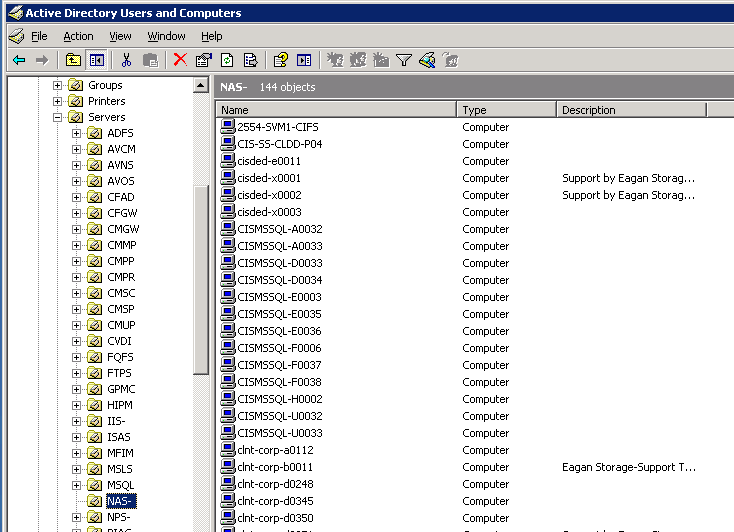 Active Directory Users and Computers
File Action View Window Help
Groups
Printers
Servers
ADFS
AVCM
AVNS
AVOS
CFAD
CFGW
CMGW
CMMP
CMPP
CMPR
CMSC
CMSP
CMUP
CVDI
FQFS
FTPS
GPMC
HIPM
IIS-
ISAS
MFIM
MSLS
MSQL
NAS-
NPS-
NAS- 144 objects
Name Type Description
2554-SVM1-CIFS Computer
CIS-SS-CLDD-P04 Computer
cisded-e0011 Computer
cisded-x0001 Computer Support by Eagan Storag...
cisded-x0002 Computer Support by Eagan Storag...
cisded-x0003 Computer
CISMSSQL-A0032 Computer
CISMSSQL-A0033 Computer
CISMSSQL-D0033 Computer
CISMSSQL-D0034 Computer
CISMSSQL-E0003 Computer
CISMSSQL-E0035 Computer
CISMSSQL-E0036 Computer
CISMSSQL-F0006 Computer
CISMSSQL-F0037 Computer
CISMSSQL-F0038 Computer
CISMSSQL-H0002 Computer
CISMSSQL-U0032 Computer
CISMSSQL-U0033 Computer
clnt-corp-a0112 Computer
clnt-corp-b0011 Computer Eagan Storage-Support T...
clnt-corp-d0248 Computer
clnt-corp-d0345 Computer
clnt-corp-d0350 Computer